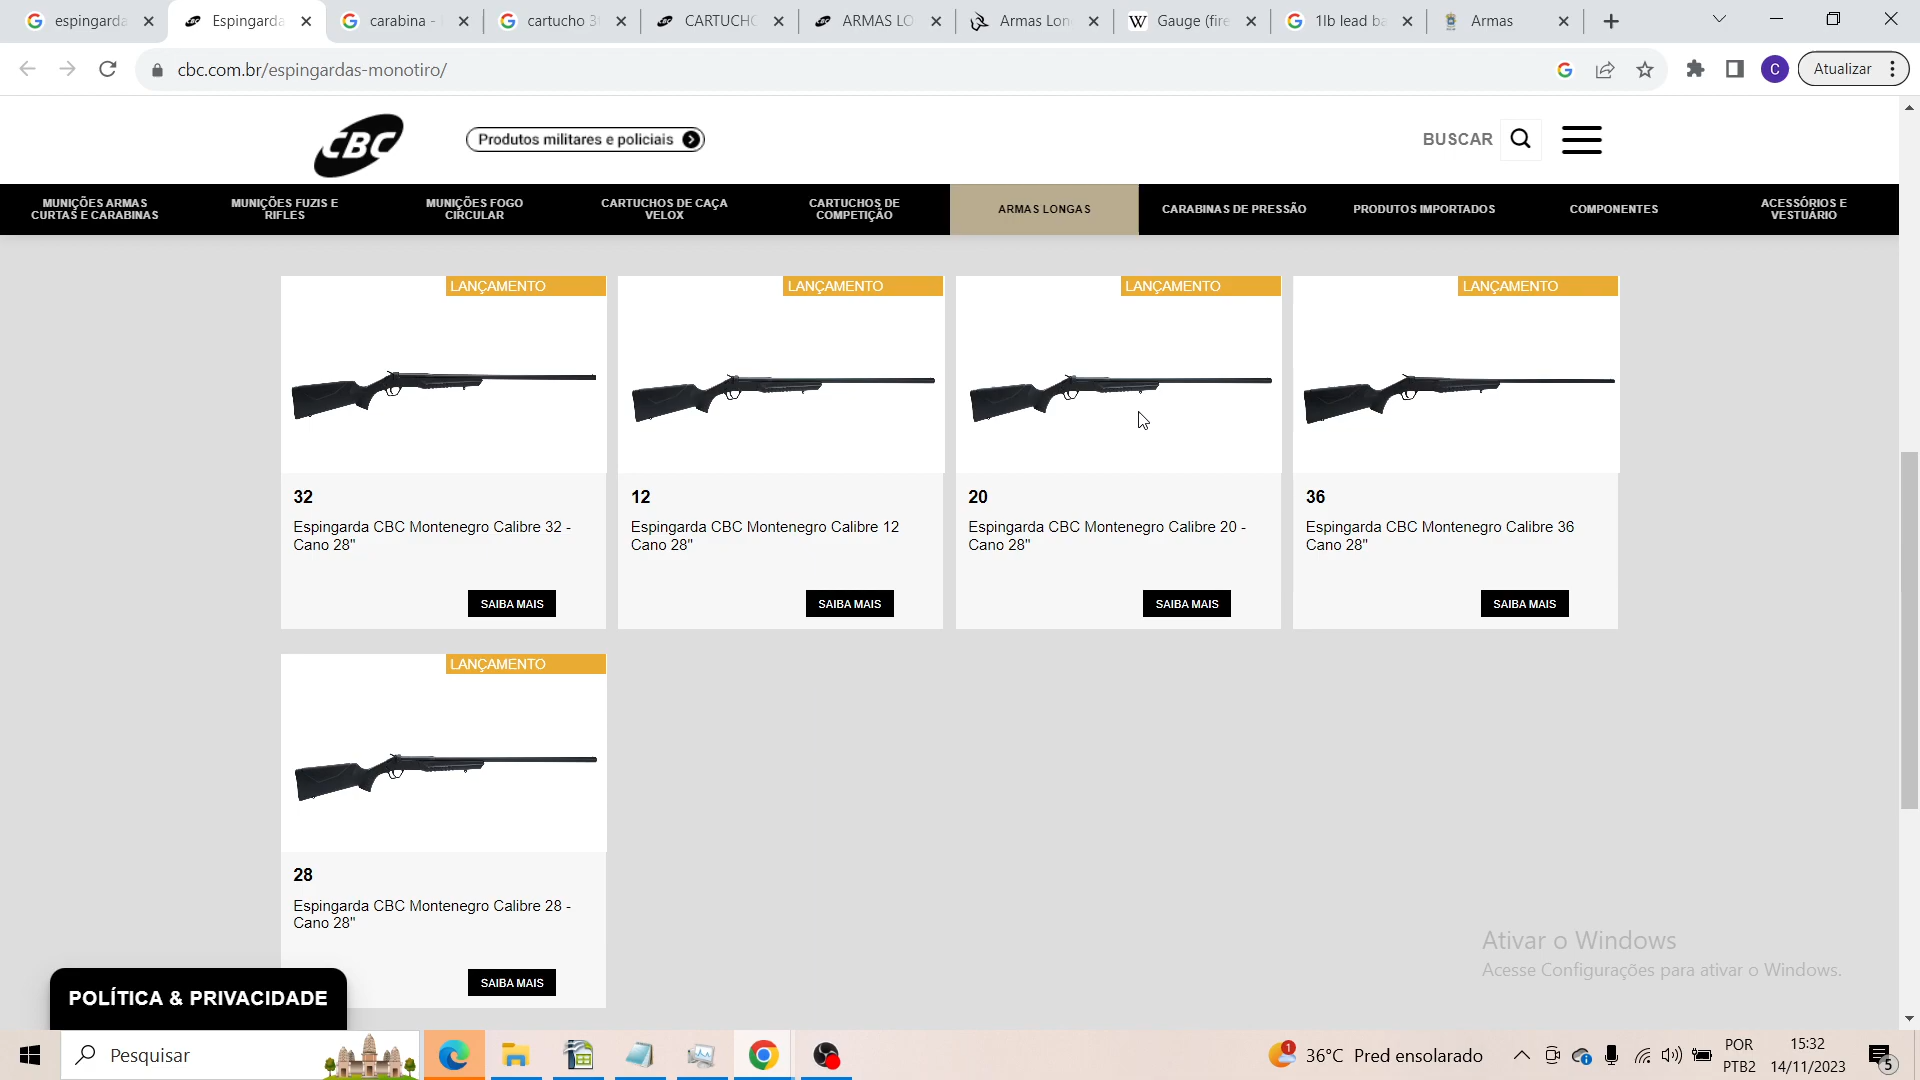 espingarda
Espingarda
carabina -
cartucho 3
CARTUCHO
ARMAS LO
Armas Lon
W
Gauge (fire
1lb lead ba
Armas
cbc.com.br/espingardas-monotiro/
C
Atualizar
CBC
Produtos militares e policiais
BUSCAR
MUNIÇÕES ARMAS
CURTAS E CARABINAS
MUNIÇÕES FUZIS E
RIFLES
MUNIÇÕES FOGO
CIRCULAR
CARTUCHOS DE CAÇA
VELOX
CARTUCHOS DE
COMPETIÇÃO
ARMAS LONGAS
CARABINAS DE PRESSÃO
PRODUTOS IMPORTADOS
COMPONENTES
ACESSÓRIOS E
VESTUÁRIO
LANÇAMENTO
LANÇAMENTO
LANÇAMENTO
LANÇAMENTO
32
Espingarda CBC Montenegro Calibre 32 -
Cano 28"
SAIBA MAIS
12
Espingarda CBC Montenegro Calibre 12
Cano 28"
SAIBA MAIS
20
Espingarda CBC Montenegro Calibre 20 -
Cano 28"
SAIBA MAIS
36
Espingarda CBC Montenegro Calibre 36
Cano 28"
SAIBA MAIS
LANÇAMENTO
28
Espingarda CBC Montenegro Calibre 28 -
Cano 28"
SAIBA MAIS
Ativar o Windows
Acesse Configurações para ativar o Windows.
POLÍTICA & PRIVACIDADE
Pesquisar
1
36°C Pred ensolarado
POR
PTB2
15:32
14/11/2023
5